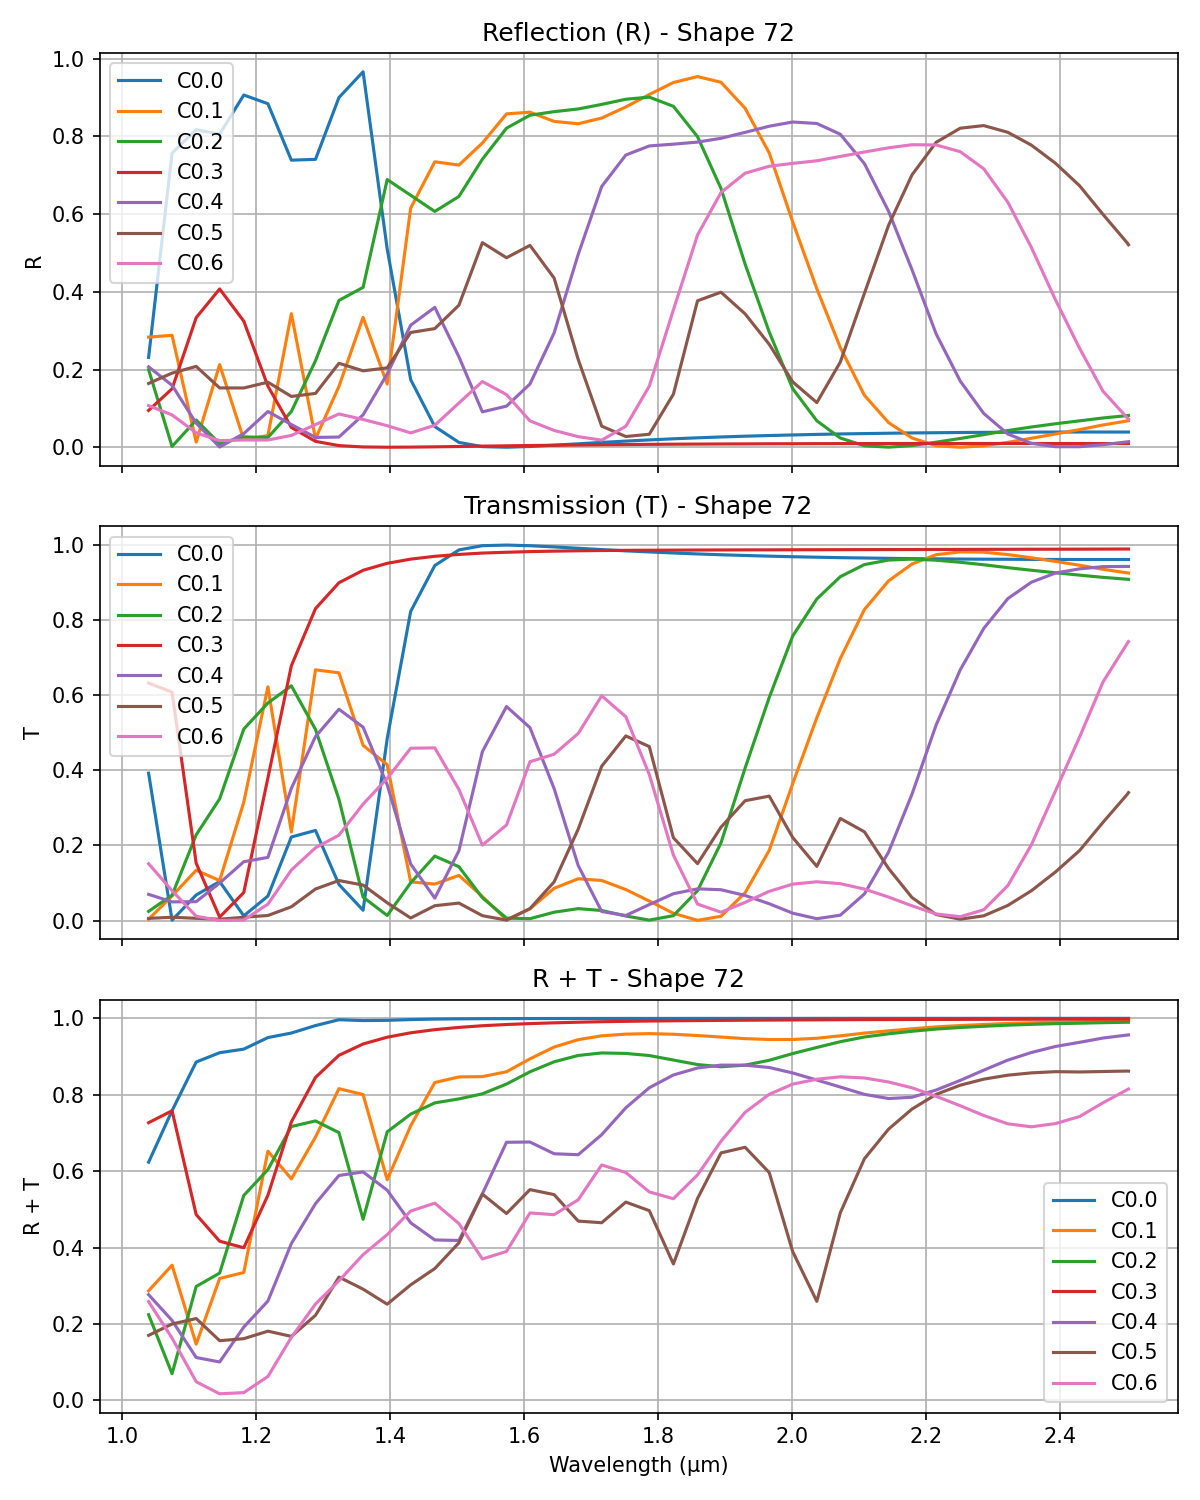 Reflection (R) - Shape 72
1.0
0.8
0.6
0.4
0.2
0.0
R
C0.0
C0.1
C0.2
C0.3
C0.4
C0.5
C0.6
Transmission (T) - Shape 72
1.0
0.8
0.6
0.4
0.2
0.0
T
C0.0
C0.1
C0.2
C0.3
C0.4
C0.5
C0.6
R + T - Shape 72
1.0
0.8
0.6
0.4
0.2
0.0
R + T
C0.0
C0.1
C0.2
C0.3
C0.4
C0.5
C0.6
1.0 1.2 1.4 1.6 1.8 2.0 2.2 2.4
Wavelength (μm)